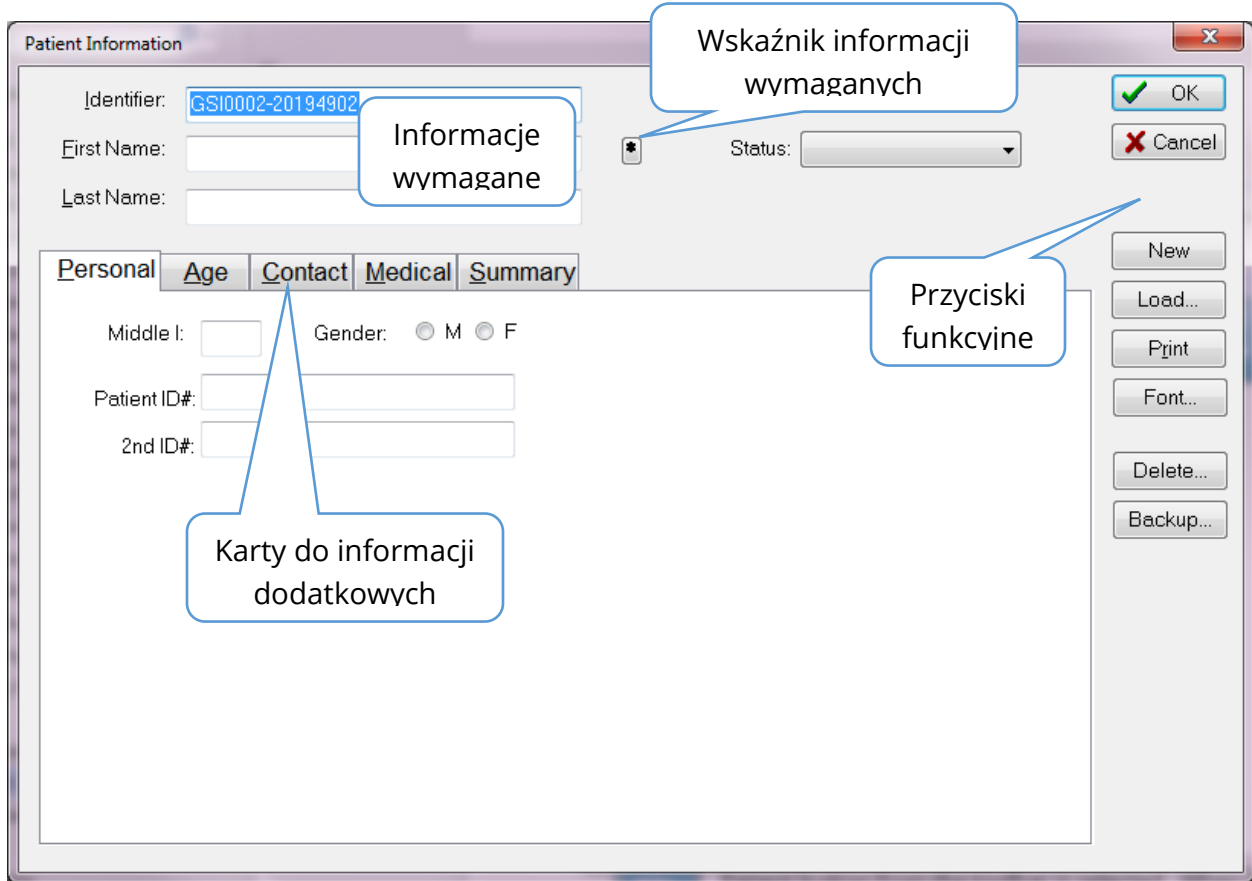 Patient Information
Wskaźnik informacji
wymaganych
Identifier:
GSI0002-20194902
Informacje
wymagane
First Name:
*
Status:
Last Name:
OK
Cancel
Personal
Age
Contact
Medical
Summary
Przyciski
funkcyjne
New
Load...
Print
Font...
Delete...
Backup...
Middle I:
Gender:
M
F
Patient ID#:
2nd ID#:
Karty do informacji
dodatkowych